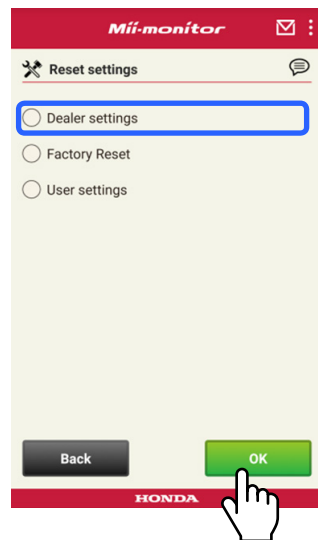 Mii-monitor
Reset settings
Dealer settings
Factory Reset
User settings
Back
OK
HONDA